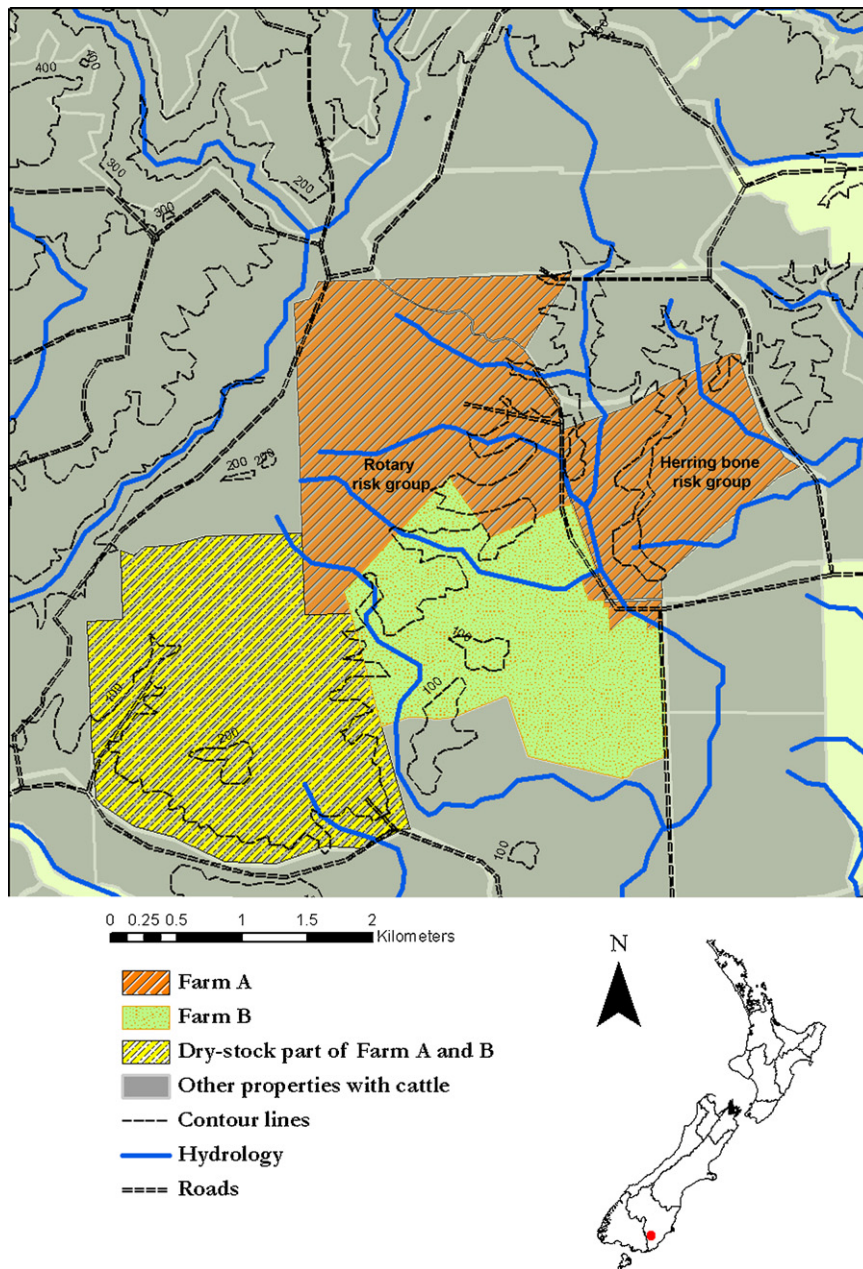 400
400
300
200
300
200
200
Rotary
risk group
Herring bone
risk group
100
100
100
200
100
0 0.25 0.5 1 1.5 2
Kilometers
N
Farm A
Farm B
Dry-stock part of Farm A and B
Other properties with cattle
Contour lines
Hydrology
Roads